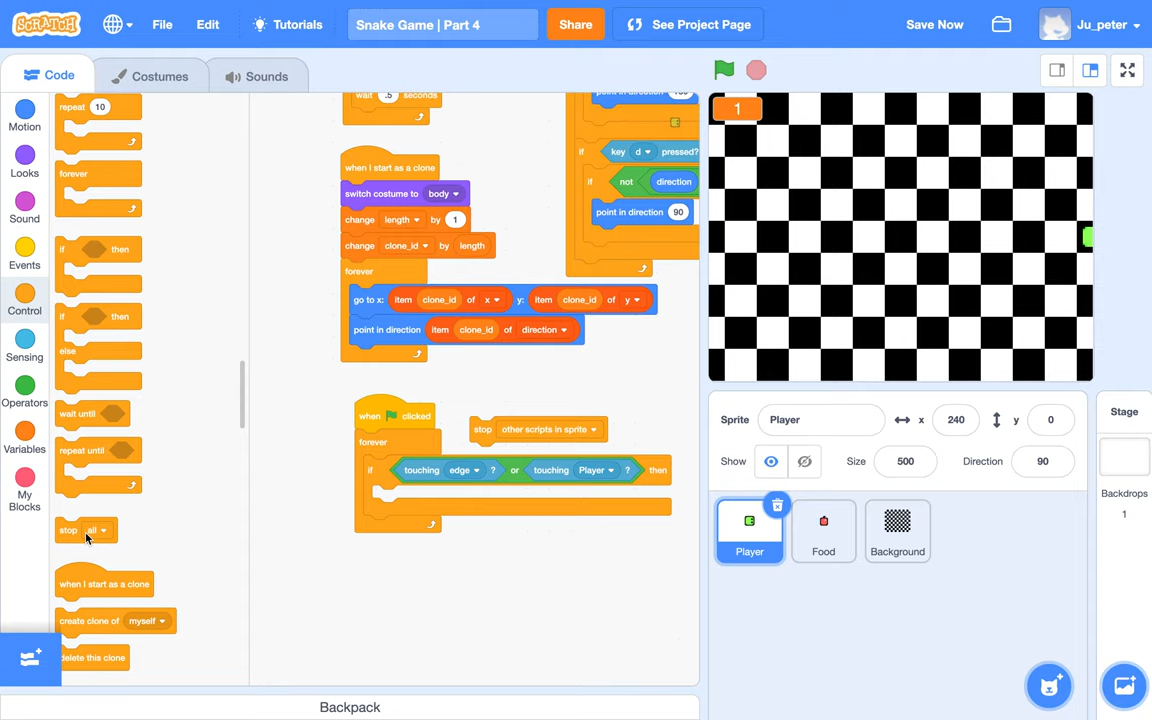 SCRATCH
File
Edit
Tutorials
Snake Game | Part 4
Share
See Project Page
Save Now
Ju_peter
Code
Costumes
Sounds
Motion
Looks
Sound
Events
Control
Sensing
Operators
Variables
My
Blocks
repeat 10
forever
if then
if then
else
wait until
repeat until
stop all
when I start as a clone
create clone of myself
delete this clone
wait .5 seconds
when I start as a clone
switch costume to body
change length by 1
change clone_id by length
forever
go to x: item clone_id of x y: item clone_id of y
point in direction item clone_id of direction
if key d pressed?
if not direction
point in direction 90
when clicked
stop other scripts in sprite
forever
if touching edge ? or touching Player ? then
1
Sprite Player x 240 y 0
Show Size 500 Direction 90
Player
Food
Background
Stage
Backdrops
1
Backpack